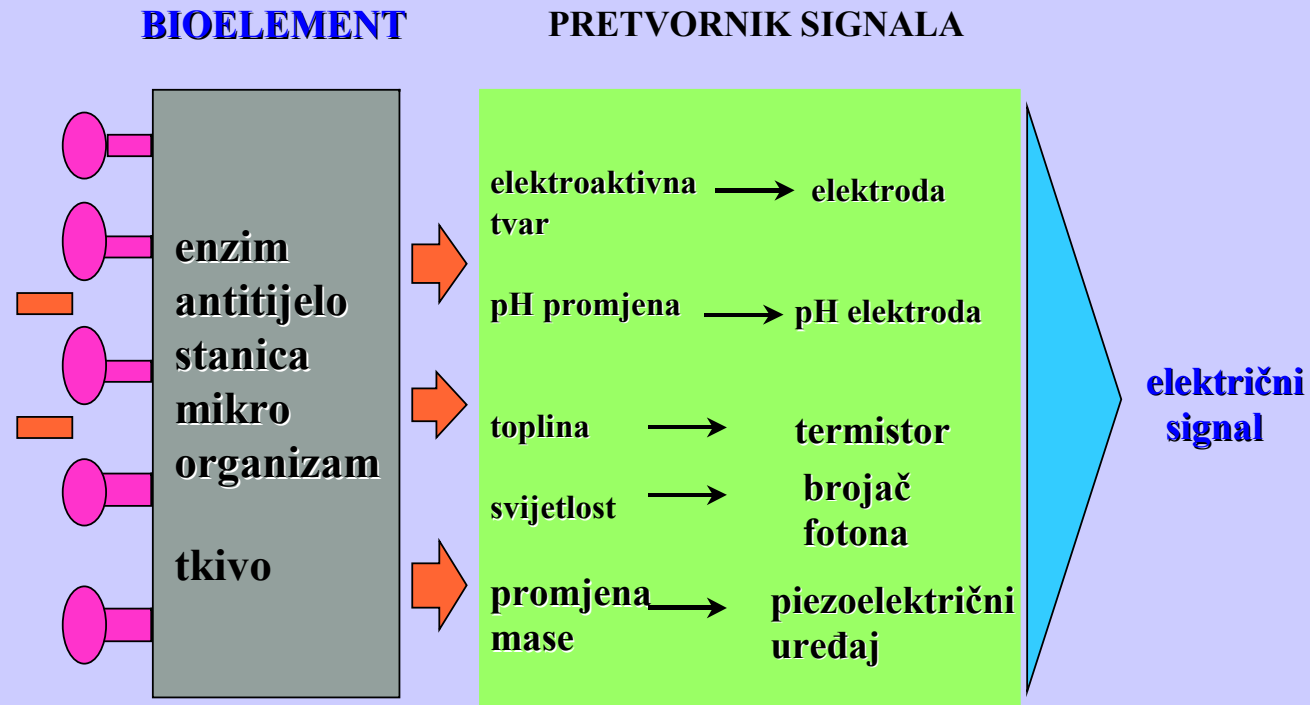 BIOELEMENT
PRETVORNIK SIGNALA
enzim
antitijelo
stanica
mikro
organizam
tkivo
elektroaktivna
tvar
elektroda
pH promjena
pH elektroda
toplina
termistor
svijetlost
brojač
fotona
promjena
mase
piezoelektrični
uređaj
električni
signal